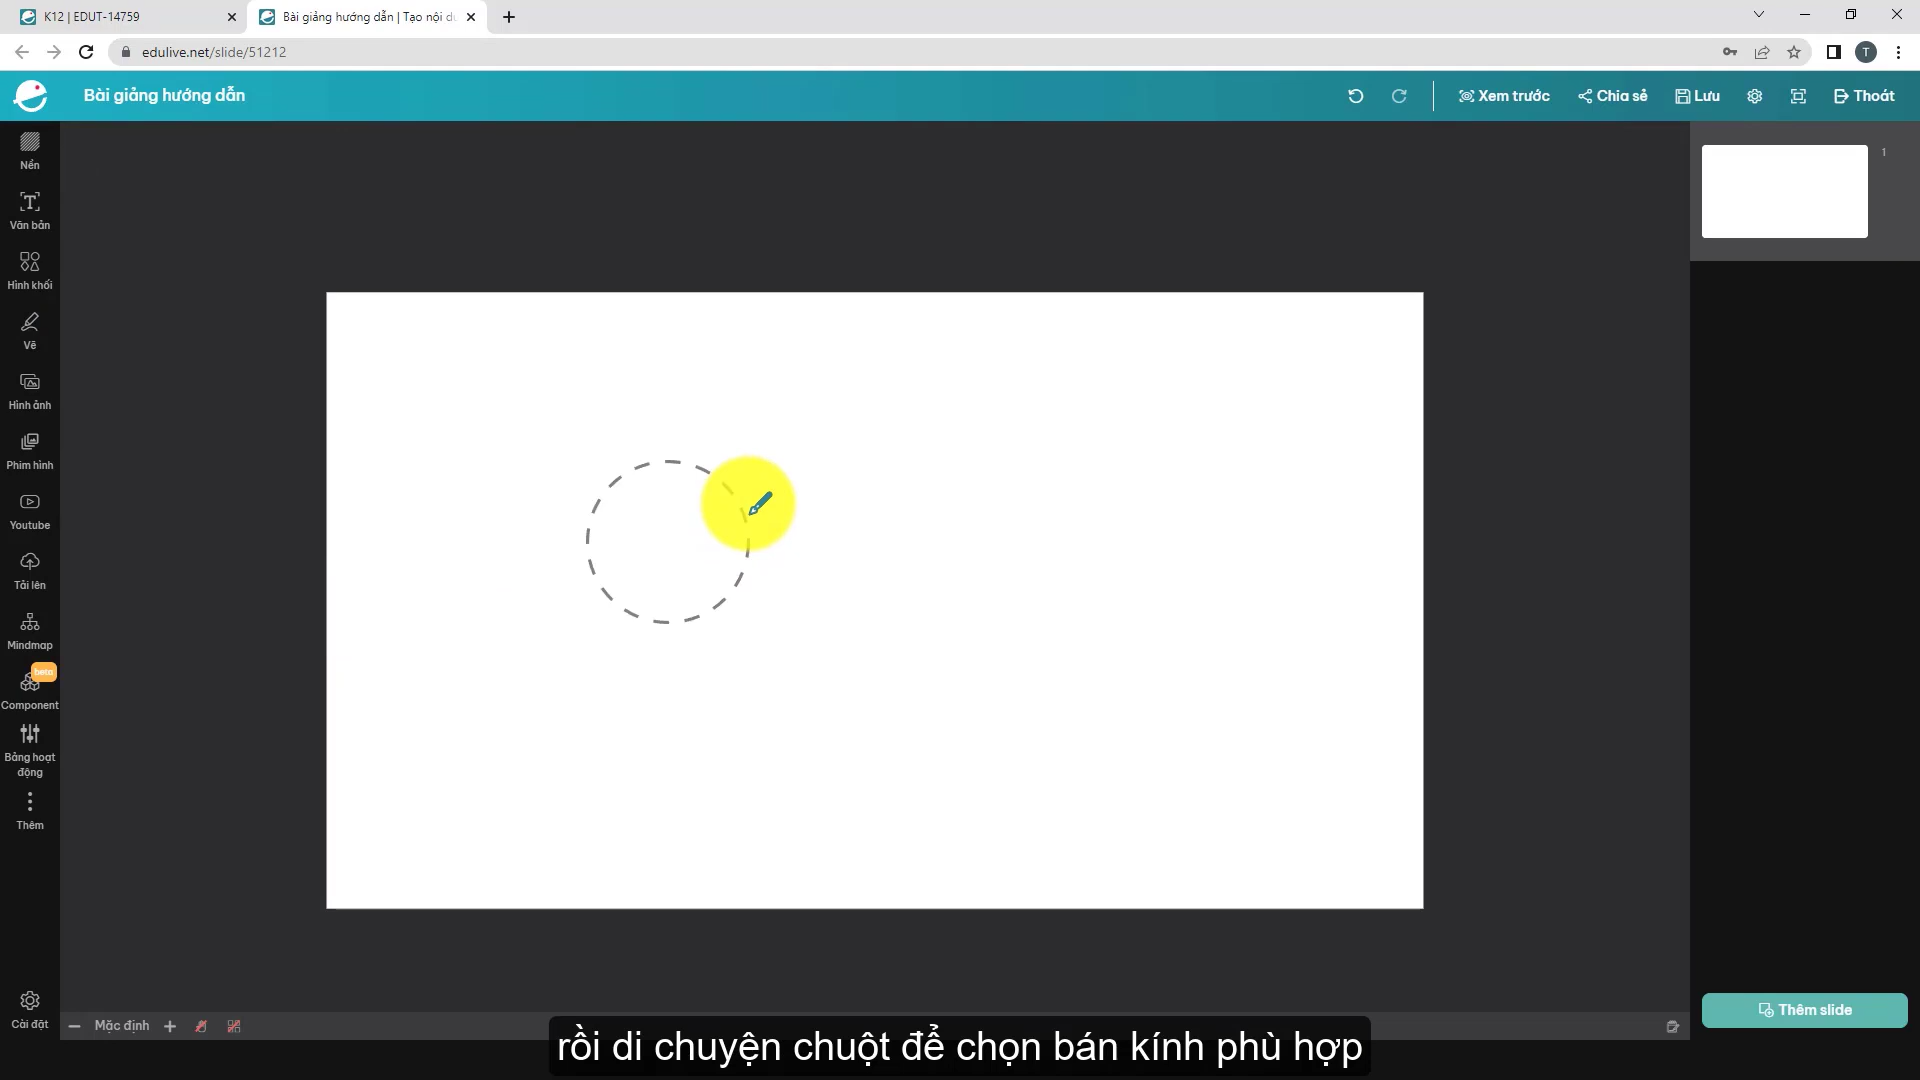 K12 | EDUT-14759
Bài giảng hướng dẫn | Tạo nội du
edulive.net/slide/51212
T
Bài giảng hướng dẫn
Xem trước
Chia sẻ
Lưu
Thoát
Nền
Văn bản
Hình khối
Vẽ
Hình ảnh
Phim hình
Youtube
Tải lên
Mindmap
beta
Component
Bảng hoạt
động
Thêm
Cài đặt
1
Mặc định
Thêm slide
rồi di chuyện chuột để chọn bán kính phù hợp